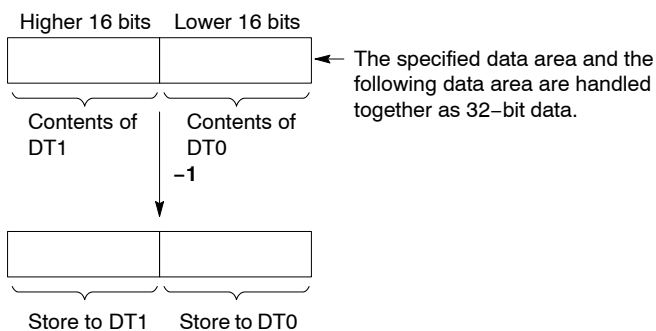 Higher 16 bits Lower 16 bits
The specified data area and the
following data area are handled
together as 32−bit data.
Contents of
DT1
Contents of
DT0
−1
Store to DT1 Store to DT0